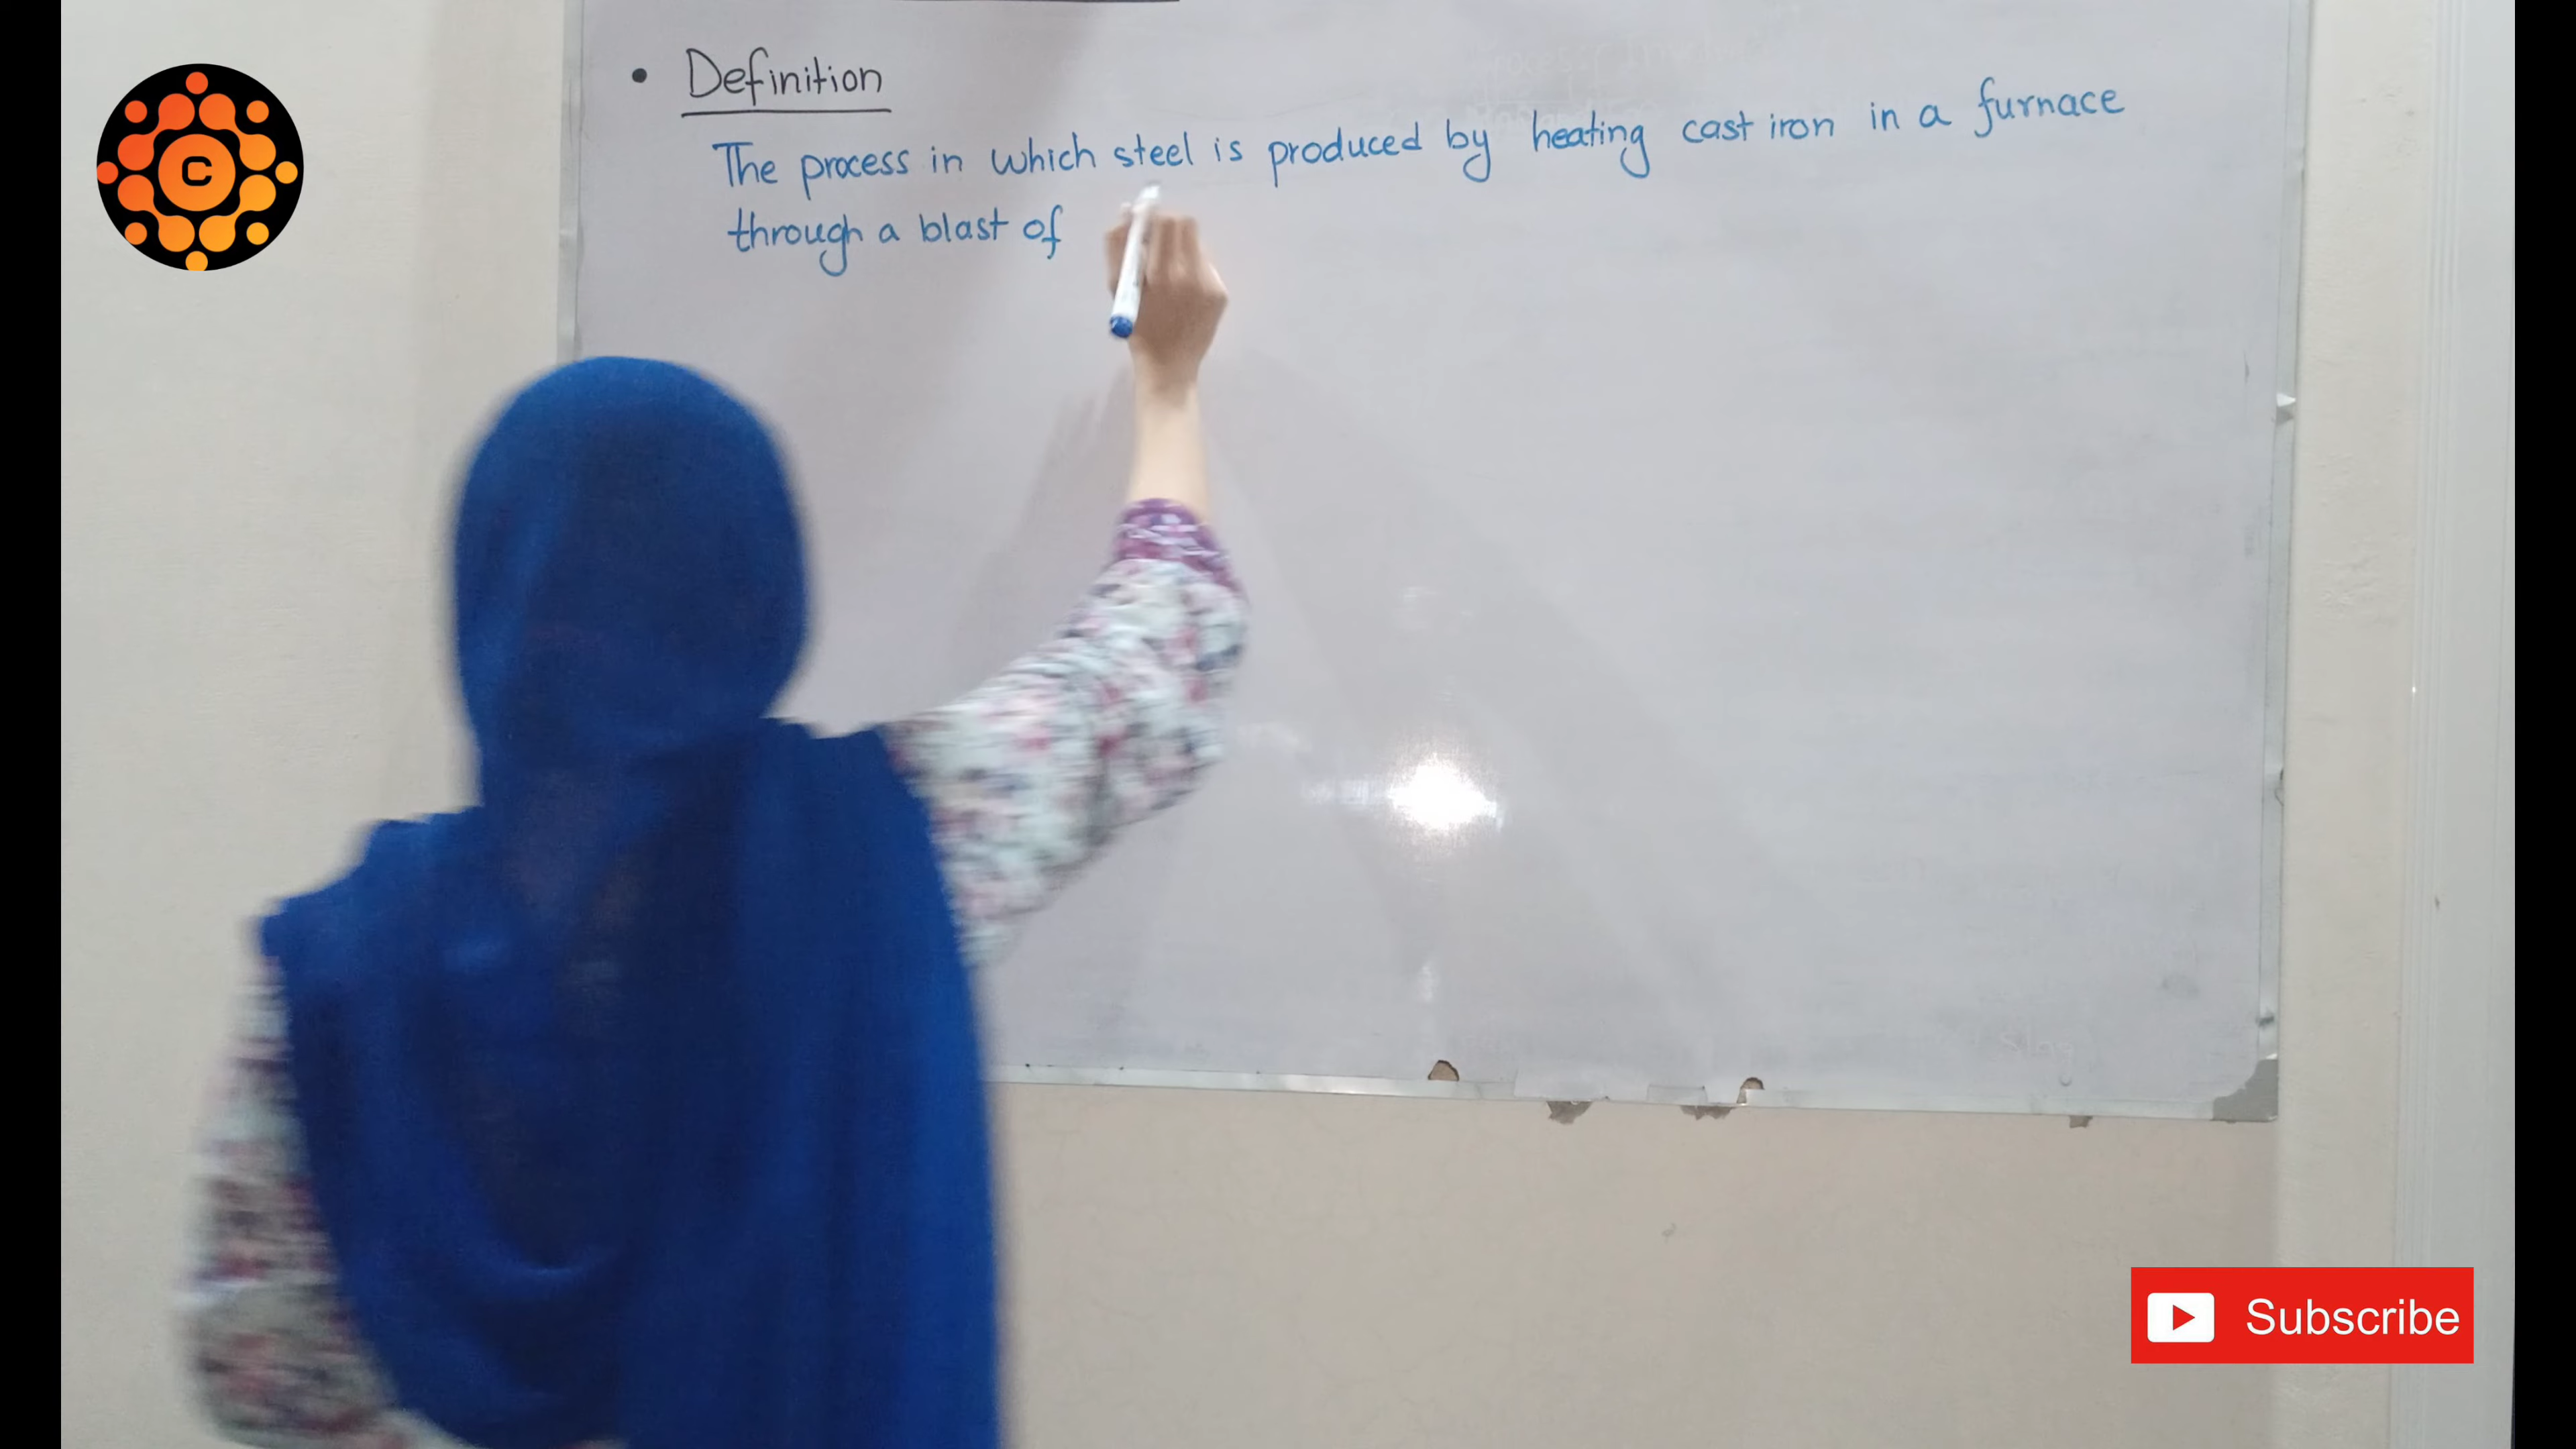 • Definition
The process in which steel is produced by heating cast iron in a furnace
through a blast of
C
Subscribe